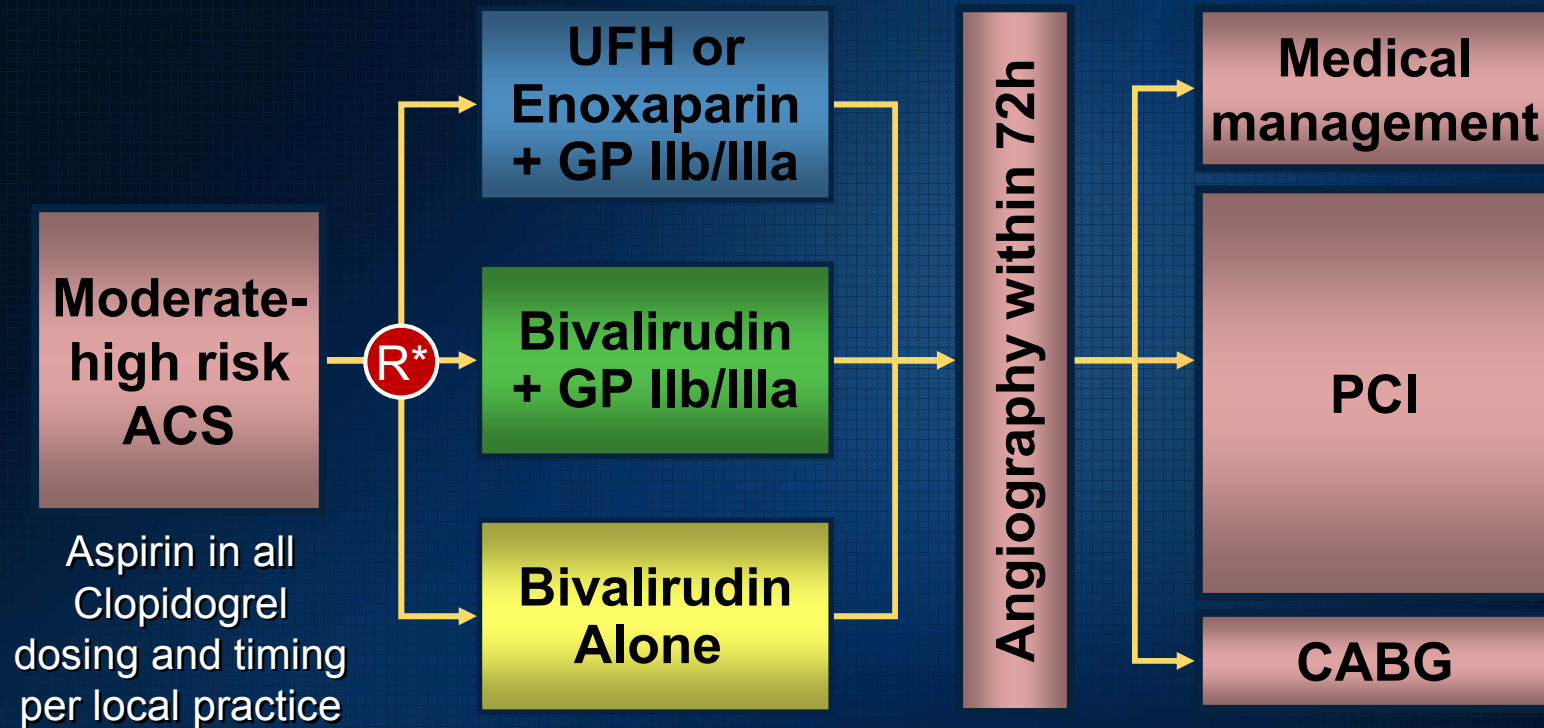 Moderate-
high risk
ACS
Aspirin in all
Clopidogrel
dosing and timing
per local practice
R*
UFH or
Enoxaparin
+ GP IIb/IIIa
Bivalirudin
+ GP IIb/IIIa
Bivalirudin
Alone
Angiography within 72h
Medical
management
PCI
CABG